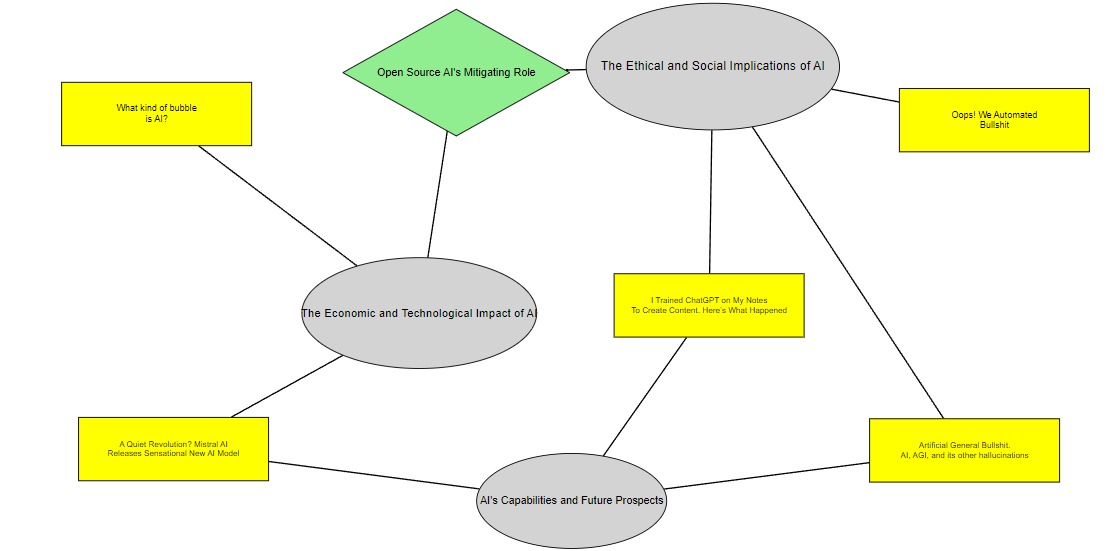 Open Source AI's Mitigating Role
The Ethical and Social Implications of AI
What kind of bubble
is AI?
Oops! We Automated
Bullshit
The Economic and Technological Impact of AI
I Trained ChatGPT on My Notes
To Create Content. Here's What Happened
A Quiet Revolution? Mistral AI
Releases Sensational New AI Model
Artificial General Bullshit.
AI, AGI, and its other hallucinations
AI's Capabilities and Future Prospects